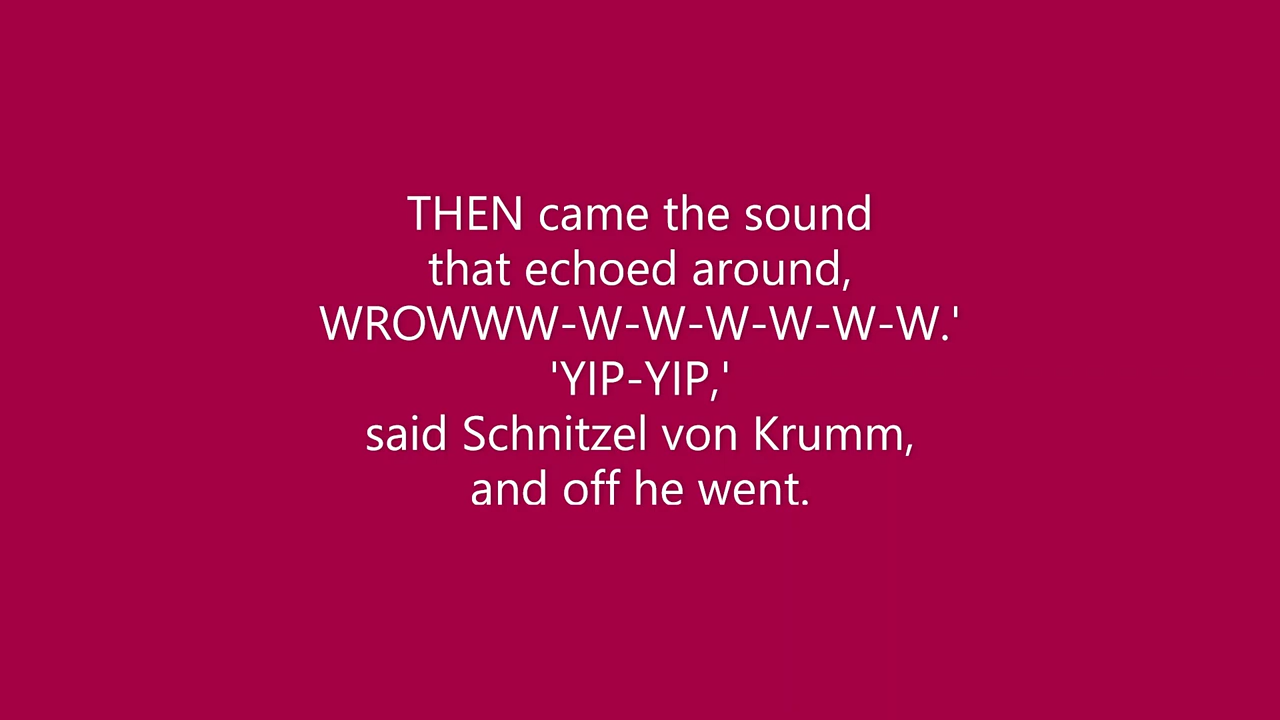 THEN came the sound
that echoed around,
WROWWW-W-W-W-W-W-W.'
'YIP-YIP,'
said Schnitzel von Krumm,
and off he went.